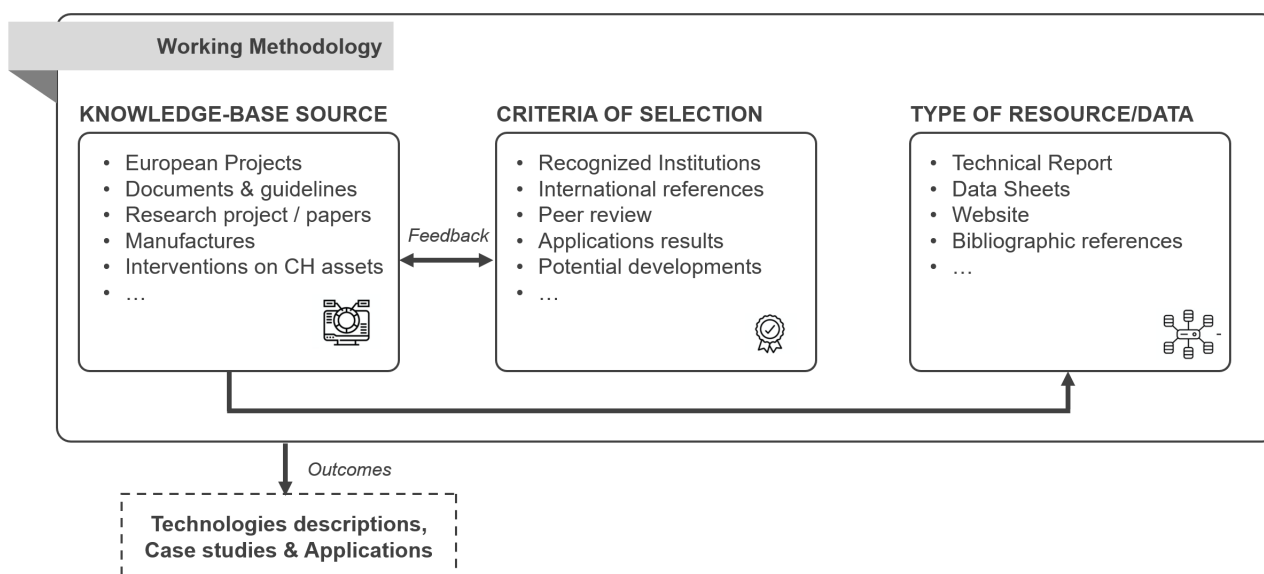 Working Methodology
KNOWLEDGE-BASE SOURCE
• European Projects
• Documents & guidelines
• Research project / papers
• Manufactures
• Interventions on CH assets
• …
Feedback
CRITERIA OF SELECTION
• Recognized Institutions
• International references
• Peer review
• Applications results
• Potential developments
• …
TYPE OF RESOURCE/DATA
• Technical Report
• Data Sheets
• Website
• Bibliographic references
• …
Outcomes
Technologies descriptions,
Case studies & Applications